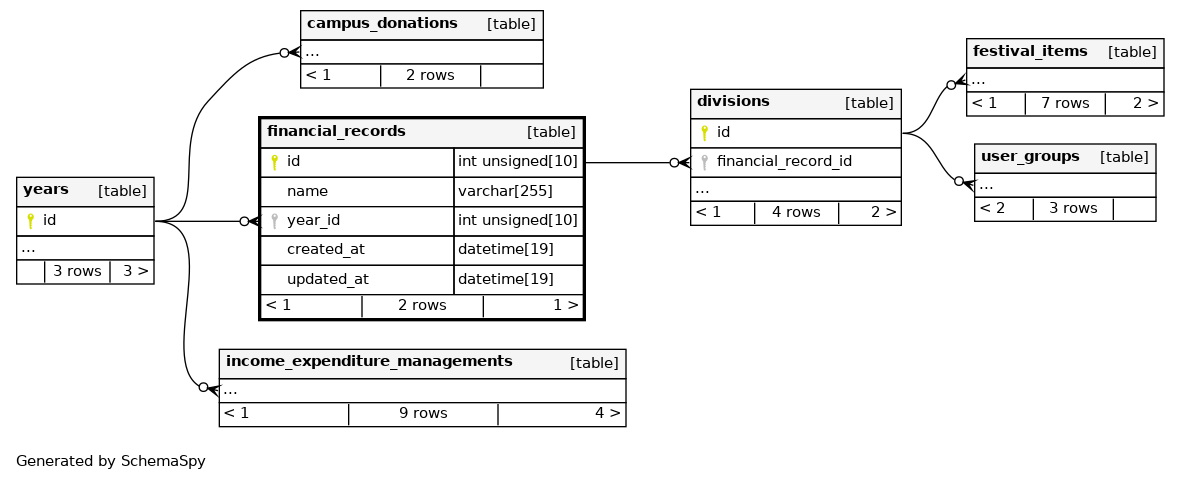 campus_donations [table]
...
< 1 2 rows
financial_records [table]
id int unsigned[10]
name varchar[255]
year_id int unsigned[10]
created_at datetime[19]
updated_at datetime[19]
< 1 2 rows 1 >
years [table]
id
...
3 rows 3 >
income_expenditure_managements [table]
...
< 1 9 rows 4 >
divisions [table]
id
financial_record_id
...
< 1 4 rows 2 >
festival_items [table]
...
< 1 7 rows 2 >
user_groups [table]
...
< 2 3 rows
Generated by SchemaSpy